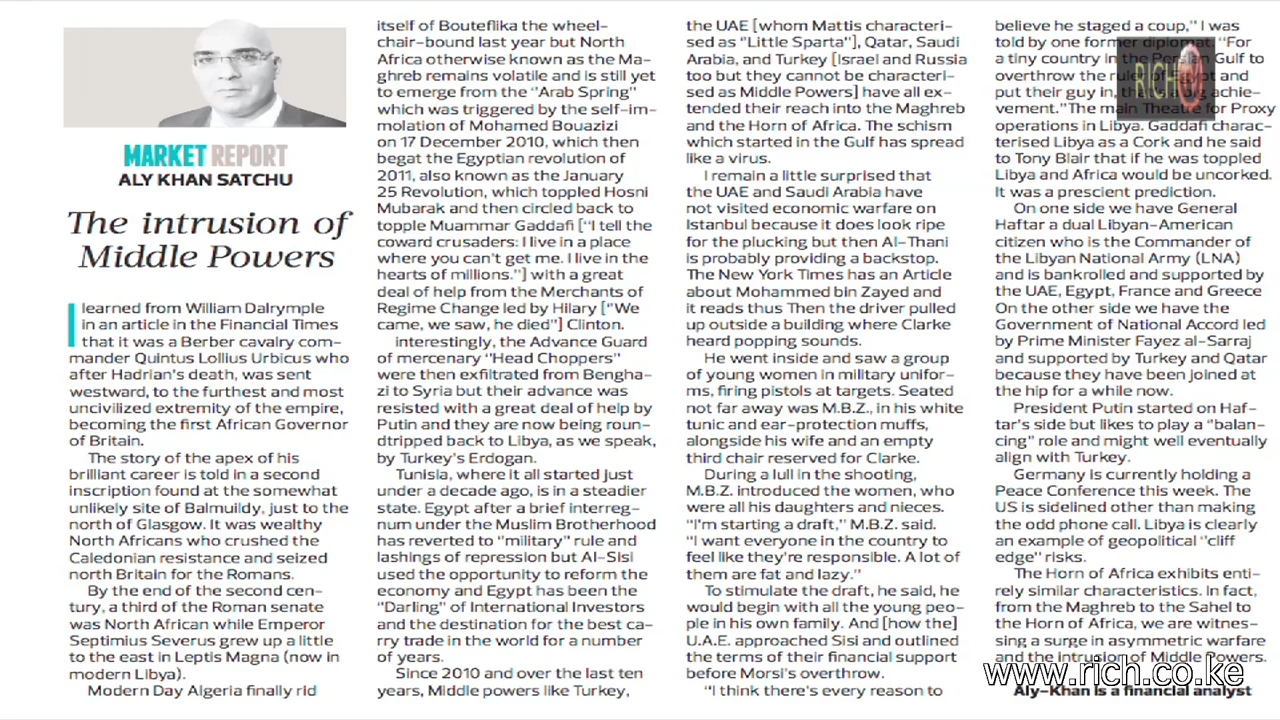 MARKET REPORT
ALY KHAN SATCHU
The intrusion of
Middle Powers
I learned from William Dalrymple
in an article in the Financial Times
that it was a Berber cavalry com-
mander Quintus Lollius Urbicus who
after Hadrian's death, was sent
westward, to the furthest and most
uncivilized extremity of the empire,
becoming the first African Governor
of Britain.
The story of the apex of his
brilliant career is told in a second
inscription found at the somewhat
unlikely site of Balmuildy, just to the
north of Glasgow. It was wealthy
North Africans who crushed the
Caledonian resistance and seized
north Britain for the Romans.
By the end of the second cen-
tury, a third of the Roman senate
was North African while Emperor
Septimius Severus grew up a little
to the east in Leptis Magna (now in
modern Libya).
Modern Day Algeria finally rid
itself of Bouteflika the wheel-
chair-bound last year but North
Africa otherwise known as the Ma-
ghreb remains volatile and is still yet
to emerge from the "Arab Spring"
which was triggered by the self-im-
molation of Mohamed Bouazizi
on 17 December 2010, which then
begat the Egyptian revolution of
2011, also known as the January
25 Revolution, which toppled Hosni
Mubarak and then circled back to
topple Muammar Gaddafi ["I tell the
coward crusaders: I live in a place
where you can't get me. I live in the
hearts of millions."] with a great
deal of help from the Merchants of
Regime Change led by Hilary ["We
came, we saw, he died"] Clinton.
interestingly, the Advance Guard
of mercenary "Head Choppers"
were then exfiltrated from Bengha-
zi to Syria but their advance was
resisted with a great deal of help by
Putin and they are now being roun-
dtripped back to Libya, as we speak,
by Turkey's Erdogan.
Tunisia, where it all started just
under a decade ago, is in a steadier
state. Egypt after a brief interreg-
num under the Muslim Brotherhood
has reverted to "military" rule and
lashings of repression but Al-Sisi
used the opportunity to reform the
economy and Egypt has been the
"Darling" of International Investors
and the destination for the best ca-
rry trade in the world for a number
of years.
Since 2010 and over the last ten
years, Middle powers like Turkey,
the UAE [whom Mattis characteri-
sed as "Little Sparta"], Qatar, Saudi
Arabia, and Turkey [Israel and Russia
too but they cannot be characteri-
sed as Middle Powers] have all ex-
tended their reach into the Maghreb
and the Horn of Africa. The schism
which started in the Gulf has spread
like a virus.
I remain a little surprised that
the UAE and Saudi Arabia have
not visited economic warfare on
Istanbul because it does look ripe
for the plucking but then Al-Thani
is probably providing a backstop.
The New York Times has an Article
about Mohammed bin Zayed and
it reads thus Then the driver pulled
up outside a building where Clarke
heard popping sounds.
He went inside and saw a group
of young women in military unifor-
ms, firing pistols at targets. Seated
not far away was M.B.Z., in his white
tunic and ear-protection muffs,
alongside his wife and an empty
third chair reserved for Clarke.
During a lull in the shooting,
M.B.Z. introduced the women, who
were all his daughters and nieces.
"I'm starting a draft," M.B.Z. said.
"I want everyone in the country to
feel like they're responsible. A lot of
them are fat and lazy."
To stimulate the draft, he said, he
would begin with all the young peo-
ple in his own family. And [how the]
U.A.E. approached Sisi and outlined
the terms of their financial support
before Morsi's overthrow.
"I think there's every reason to
believe he staged a coup," I was
told by one former diplomat. "For
a tiny country in the Persian Gulf to
overthrow the ruler of Egypt and
put their guy in, that's a big achie-
vement." The main Theatre for Proxy
operations in Libya. Gaddafi charac-
terised Libya as a Cork and he said
to Tony Blair that if he was toppled
Libya and Africa would be uncorked.
It was a prescient prediction.
On one side we have General
Haftar a dual Libyan-American
citizen who is the Commander of
the Libyan National Army (LNA)
and is bankrolled and supported by
the UAE, Egypt, France and Greece
On the other side we have the
Government of National Accord led
by Prime Minister Fayez al-Sarraj
and supported by Turkey and Qatar
because they have been joined at
the hip for a while now.
President Putin started on Haf-
tar's side but likes to play a "balan-
cing" role and might well eventually
align with Turkey.
Germany is currently holding a
Peace Conference this week. The
US is sidelined other than making
the odd phone call. Libya is clearly
an example of geopolitical "cliff
edge" risks.
The Horn of Africa exhibits enti-
rely similar characteristics. In fact,
from the Maghreb to the Sahel to
the Horn of Africa, we are witnes-
sing a surge in asymmetric warfare
and the intrusion of Middle Powers.
Aly-Khan is a financial analyst
RICH
www.rich.co.ke